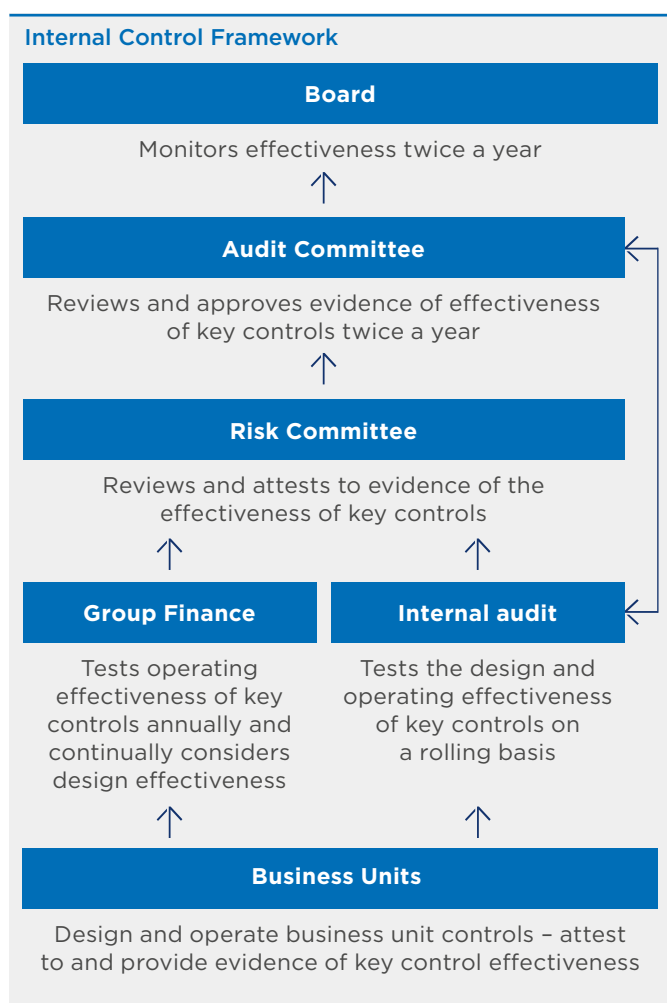 Internal Control Framework
Board
Monitors effectiveness twice a year
Audit Committee
Reviews and approves evidence of effectiveness
of key controls twice a year
Risk Committee
Reviews and attests to evidence of the
effectiveness of key controls
Group Finance
Tests operating
effectiveness of key
controls annually and
continually considers
design effectiveness
Internal audit
Tests the design and
operating effectiveness
of key controls on
a rolling basis
Business Units
Design and operate business unit controls – attest
to and provide evidence of key control effectiveness